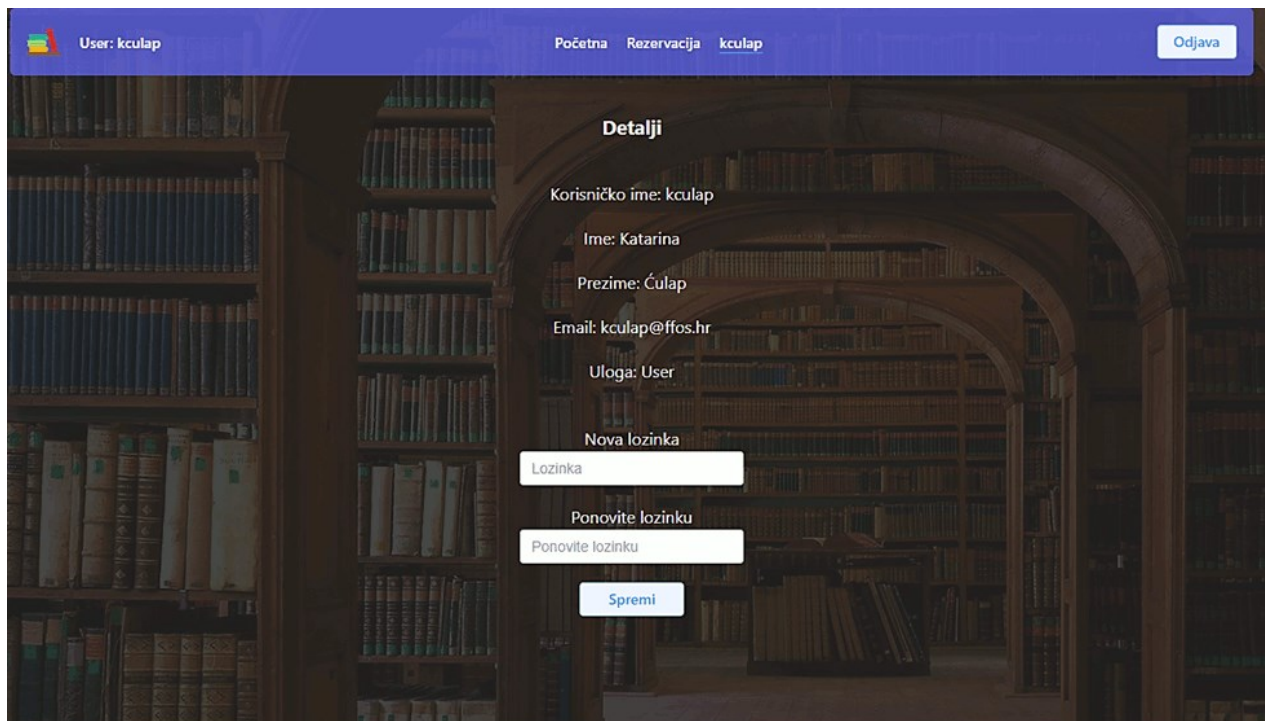 User: kculap
Početna Rezervacija kculap
Odjava
Detalji
Korisničko ime: kculap
Ime: Katarina
Prezime: Ćulap
Email: kculap@ffos.hr
Uloga: User
Nova lozinka
Lozinka
Ponovite lozinku
Ponovite lozinku
Spremi